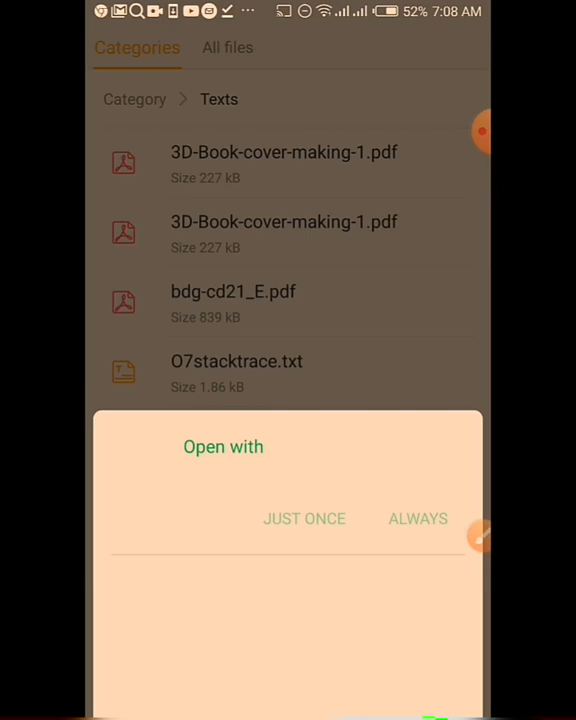 52% 7:08 AM
Categories All files
Category > Texts
3D-Book-cover-making-1.pdf
Size 227 kB
3D-Book-cover-making-1.pdf
Size 227 kB
bdg-cd21_E.pdf
Size 839 kB
O7stacktrace.txt
Size 1.86 kB
Open with
JUST ONCE ALWAYS